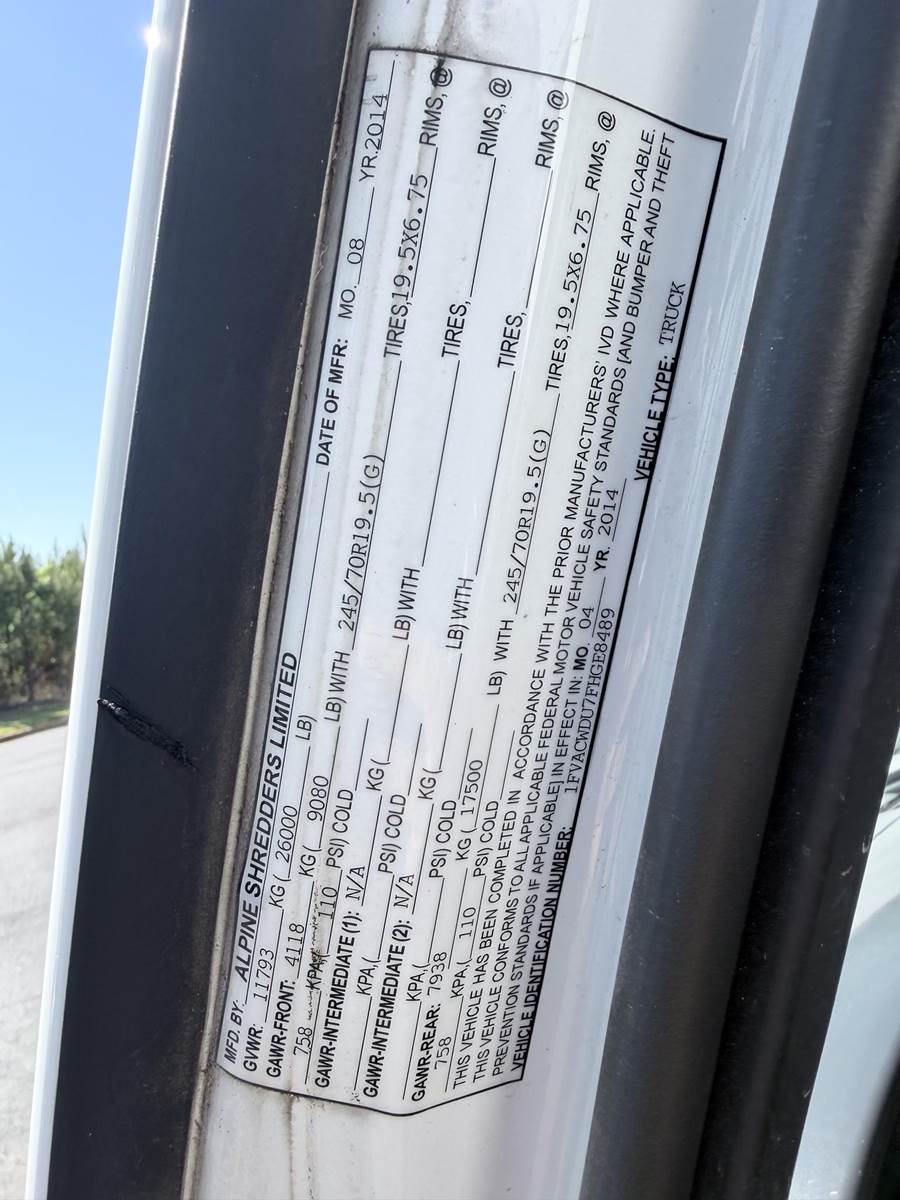 MFD. BY: ALPINE SHREDDERS LIMITED DATE OF MFR: MO. 08 YR. 2014
GVWR: 11793 KG ( 26000 LB)
GAWR-FRONT: 4118 KG ( 9080 LB) WITH 245/70R19.5(G) TIRES, 19.5X6.75 RIMS, @
758 KPA, 110 PSI) COLD
GAWR-INTERMEDIATE (1): N/A KG ( LB) WITH TIRES, RIMS, @
KPA, ( PSI) COLD
GAWR-INTERMEDIATE (2): N/A KG ( LB) WITH TIRES, RIMS, @
KPA, ( PSI) COLD
GAWR-REAR: 7938 KG ( 17500 LB) WITH 245/70R19.5(G) TIRES, 19.5X6.75 RIMS, @
758 KPA, ( 110 PSI) COLD
THIS VEHICLE HAS BEEN COMPLETED IN ACCORDANCE WITH THE PRIOR MANUFACTURERS' IVD WHERE APPLICABLE.
THIS VEHICLE CONFORMS TO ALL APPLICABLE FEDERAL MOTOR VEHICLE SAFETY STANDARDS [AND BUMPER AND THEFT
PREVENTION STANDARDS IF APPLICABLE] IN EFFECT IN: MO. 04 YR. 2014
VEHICLE IDENTIFICATION NUMBER: 1FVACWDU7FHGE8489 VEHICLE TYPE: TRUCK